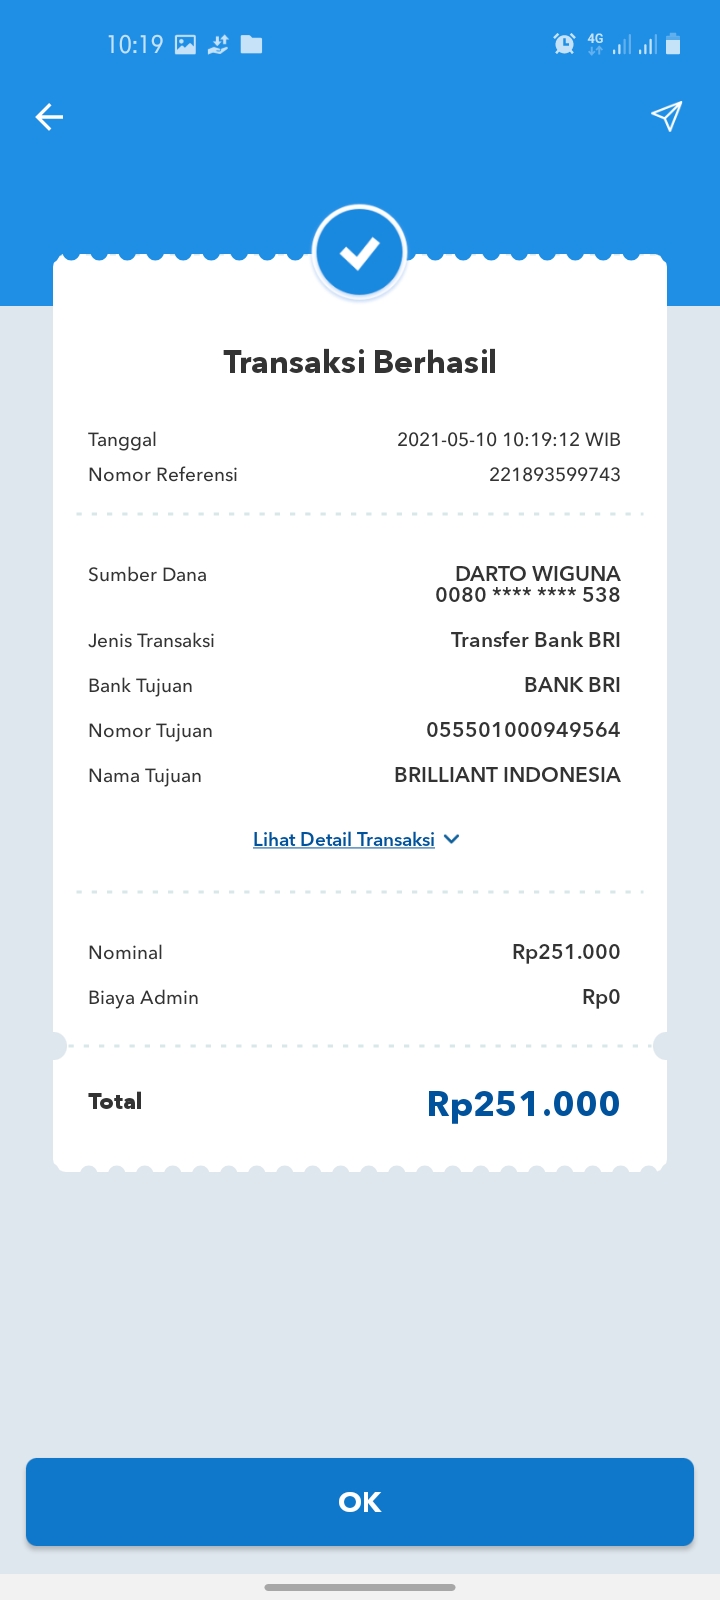 10:19
4G
Transaksi Berhasil
Tanggal 2021-05-10 10:19:12 WIB
Nomor Referensi 221893599743
Sumber Dana DARTO WIGUNA
0080 **** **** 538
Jenis Transaksi Transfer Bank BRI
Bank Tujuan BANK BRI
Nomor Tujuan 055501000949564
Nama Tujuan BRILLIANT INDONESIA
Lihat Detail Transaksi
Nominal Rp251.000
Biaya Admin Rp0
Total Rp251.000
OK